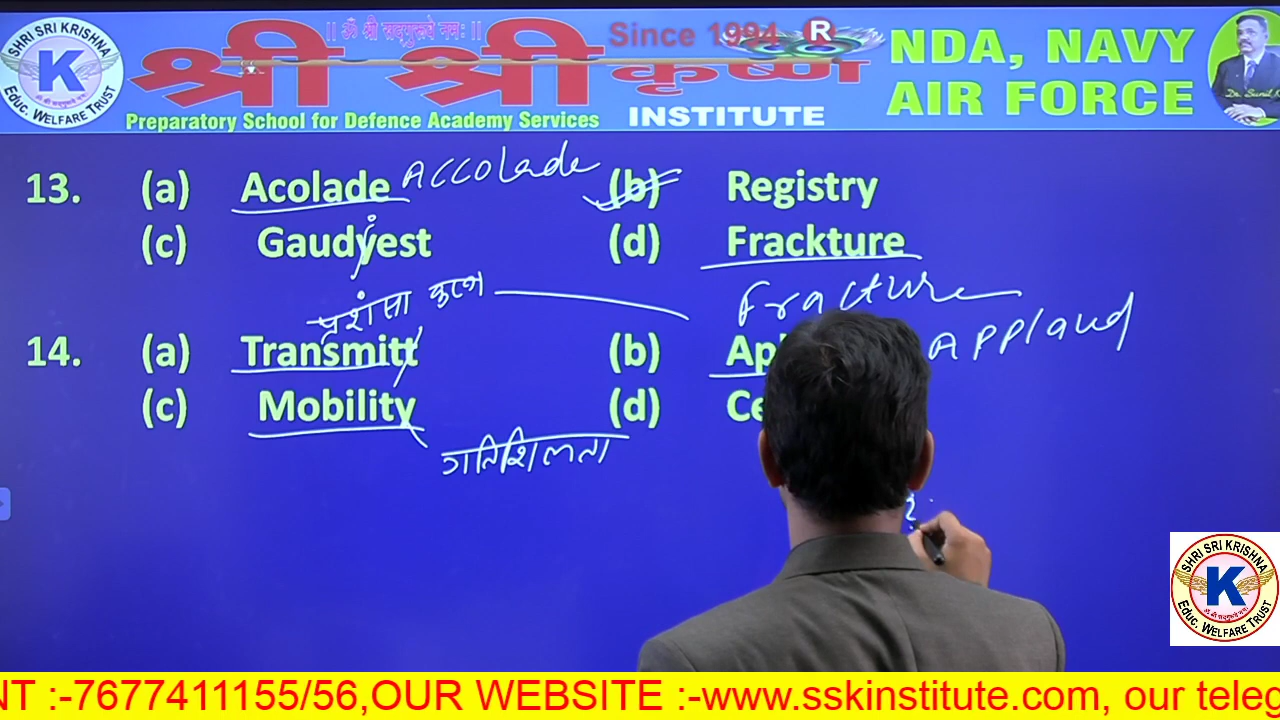 || ॐ श्री सद्गुरुवे नमः ||
SHRI SRI KRISHNA
K
Educ. WELFARE TRUST
श्री श्री कृष्ण
Since 1994
R
INSTITUTE
Preparatory School for Defence Academy Services
NDA, NAVY
AIR FORCE
13. (a) Acolade Accolade (b) Registry
(c) Gaudyest (d) Frackture
प्रशंसा करना Fracture
14. (a) Transmitt (b) Applaud
(c) Mobility (d)
गतिशिलता
SHRI SRI KRISHNA
K
Educ. WELFARE TRUST
NT :-7677411155/56,OUR WEBSITE :-www.sskinstitute.com, our teleg